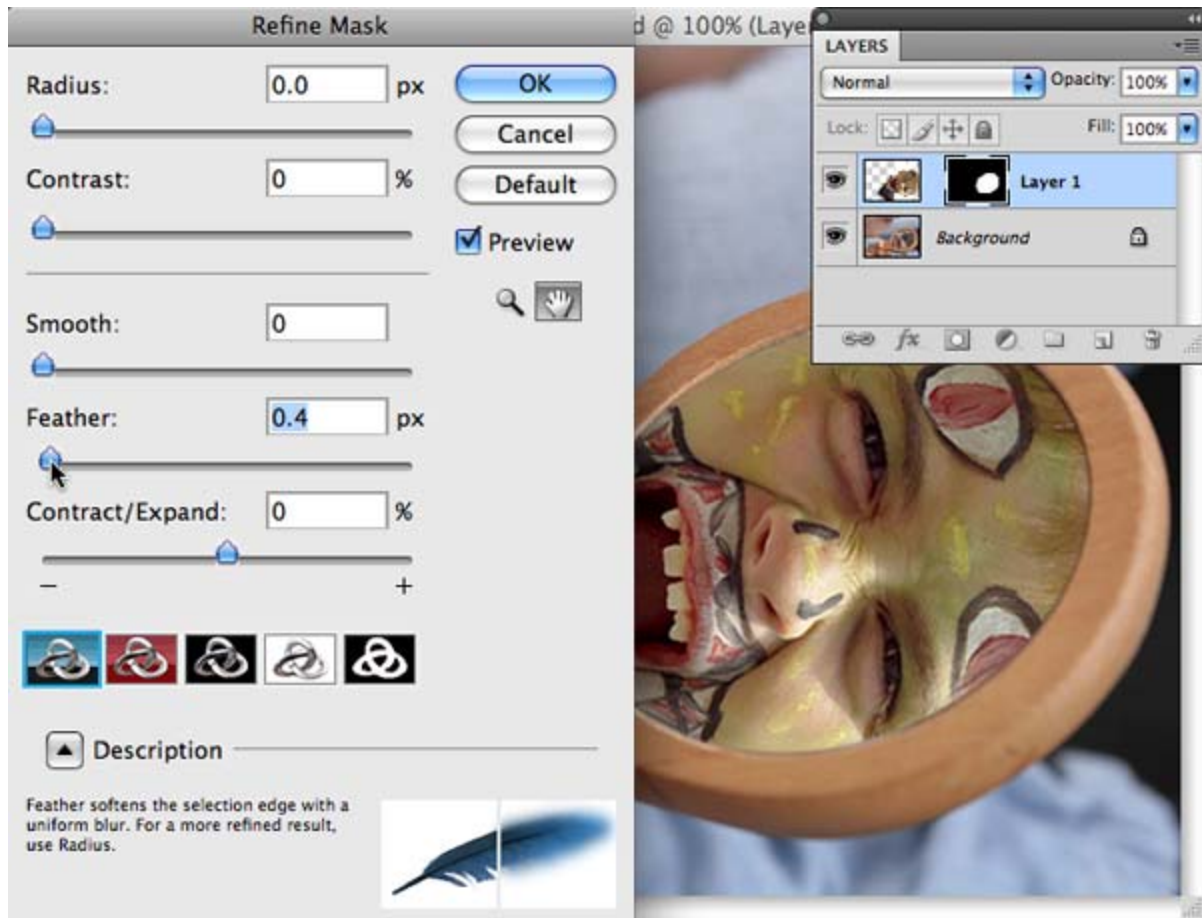 Refine Mask
d @ 100% (Laye
Radius: 0.0 px
OK
Cancel
Contrast: 0 %
Default
Preview
Smooth: 0
Feather: 0.4 px
Contract/Expand: 0 %
− +
Description
Feather softens the selection edge with a
uniform blur. For a more refined result,
use Radius.
LAYERS
Normal Opacity: 100%
Lock: Fill: 100%
Layer 1
Background
fx